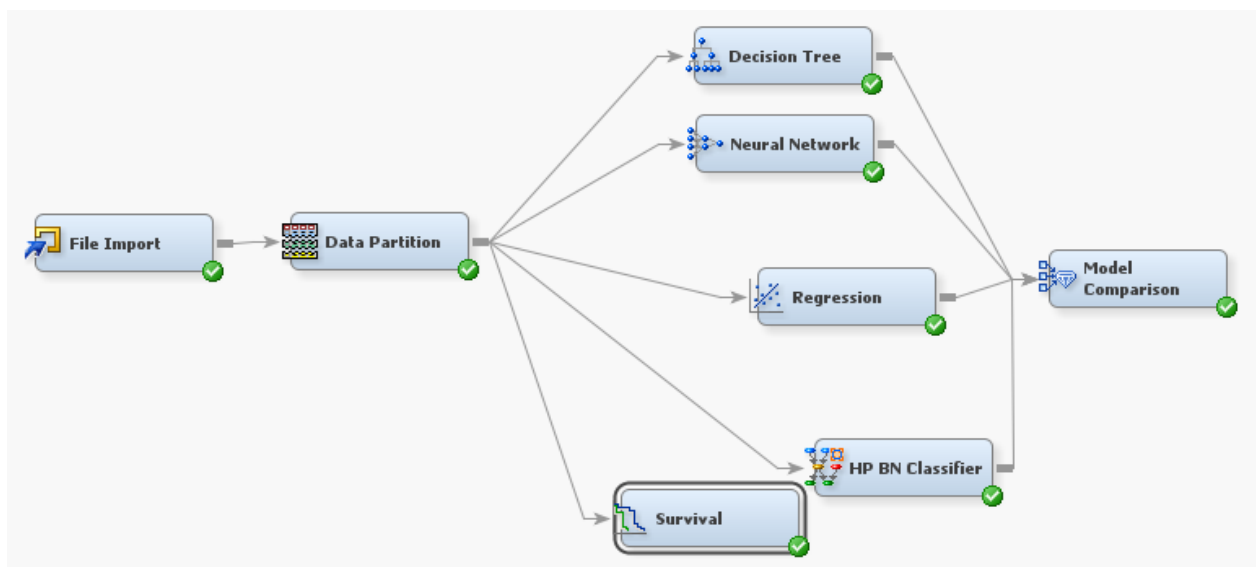 Decision Tree
Neural Network
File Import
Data Partition
Regression
Model
Comparison
HP BN Classifier
Survival